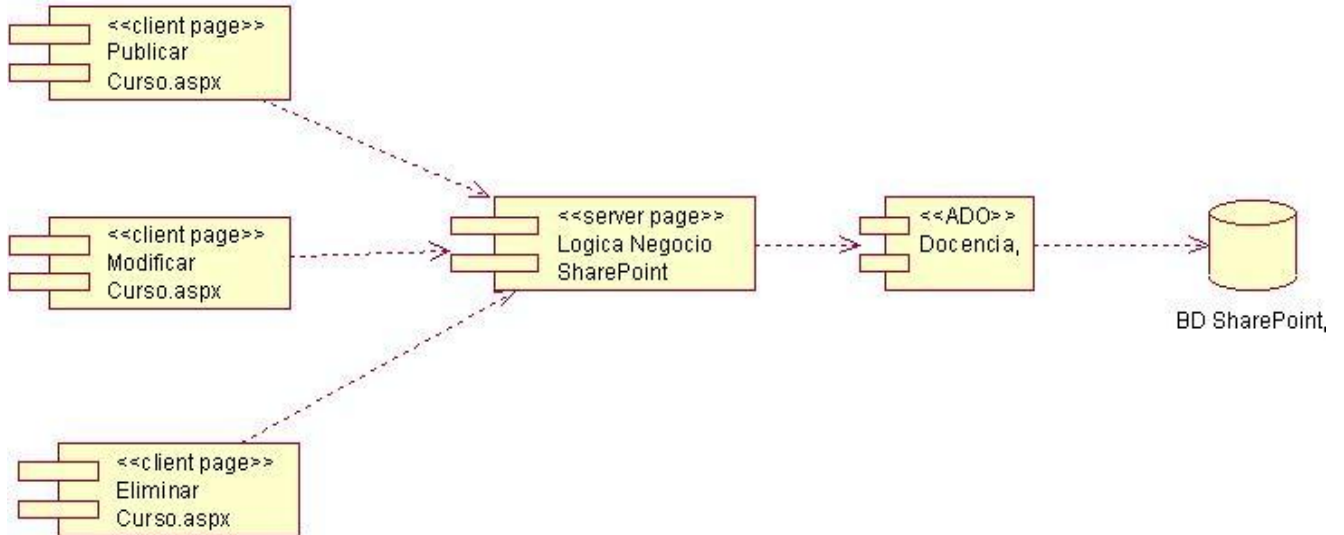 <<client page>>
Publicar
Curso.aspx
<<client page>>
Modificar
Curso.aspx
<<server page>>
Logica Negocio
SharePoint
<<ADO>>
Docencia,
BD SharePoint,
<<client page>>
Eliminar
Curso.aspx